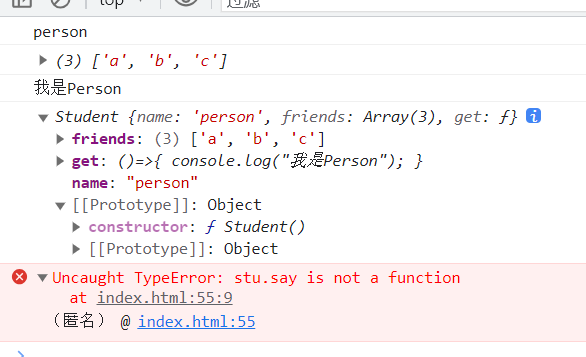 top
过滤
person
(3) ['a', 'b', 'c']
我是Person
Student {name: 'person', friends: Array(3), get: ƒ}
friends: (3) ['a', 'b', 'c']
get: ()=>{ console.log("我是Person"); }
name: "person"
[[Prototype]]: Object
constructor: ƒ Student()
[[Prototype]]: Object
Uncaught TypeError: stu.say is not a function
at index.html:55:9
(匿名) @ index.html:55